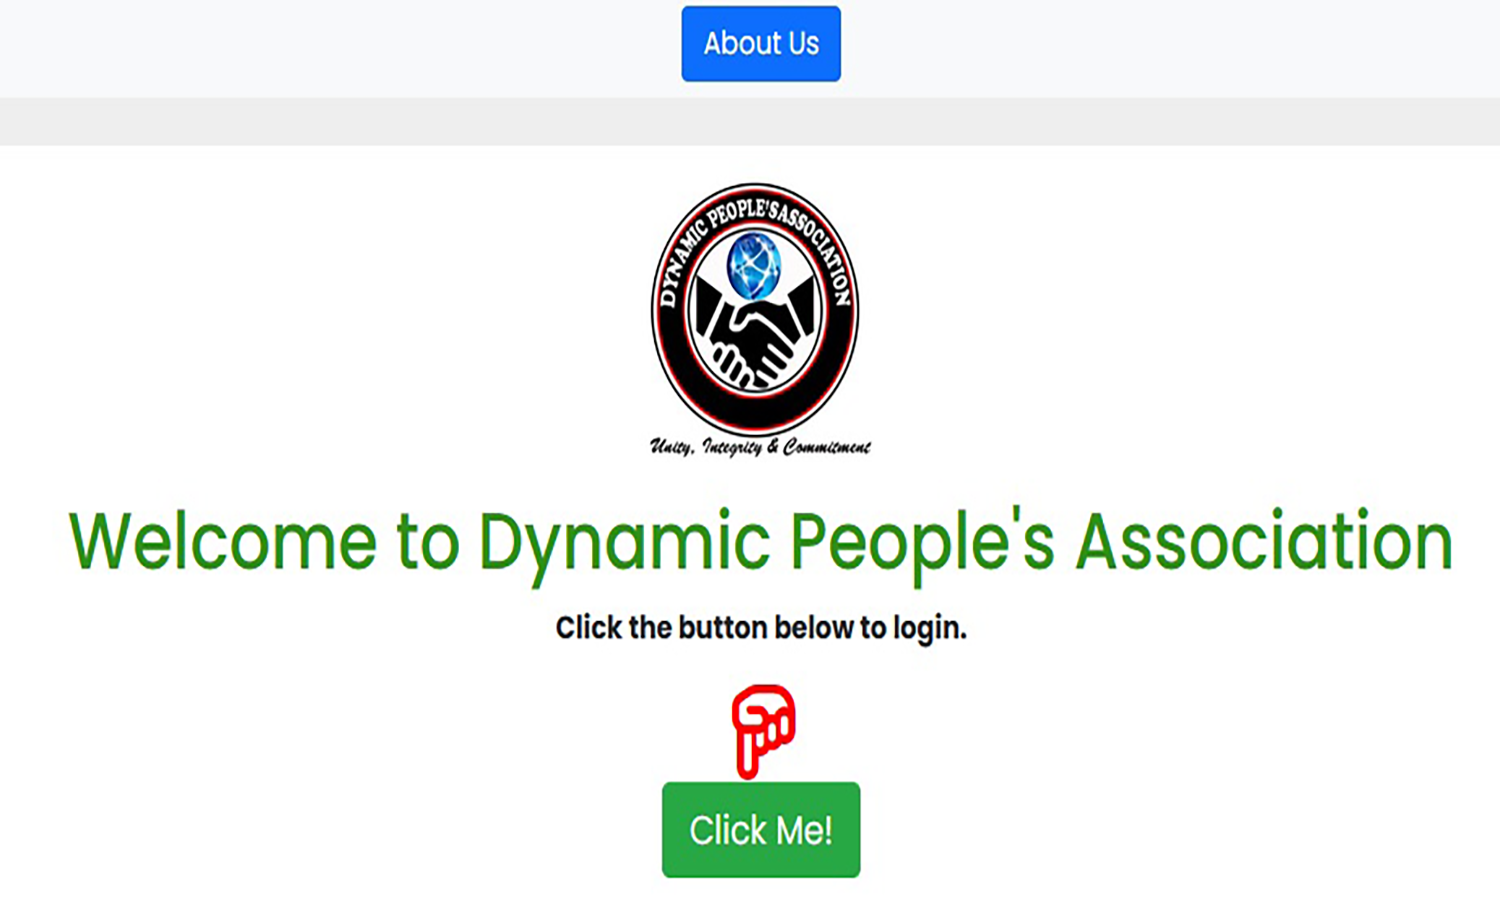 About Us
DYNAMIC PEOPLE'S ASSOCIATION
Unity, Integrity & Commitment
Welcome to Dynamic People's Association
Click the button below to login.
Click Me!